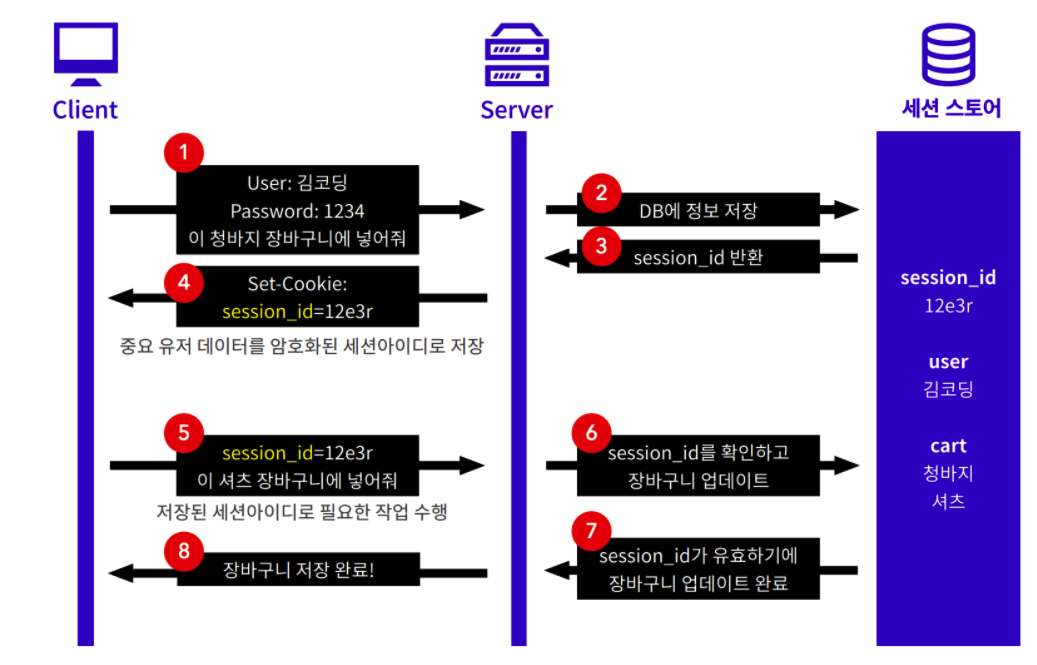 Client
Server
세션 스토어
1
User: 김코딩
Password: 1234
이 청바지 장바구니에 넣어줘
2
DB에 정보 저장
3
session_id 반환
4
Set-Cookie:
session_id=12e3r
중요 유저 데이터를 암호화된 세션아이디로 저장
5
session_id=12e3r
이 셔츠 장바구니에 넣어줘
저장된 세션아이디로 필요한 작업 수행
6
session_id를 확인하고
장바구니 업데이트
7
session_id가 유효하기에
장바구니 업데이트 완료
8
장바구니 저장 완료!
session_id
12e3r
user
김코딩
cart
청바지
셔츠